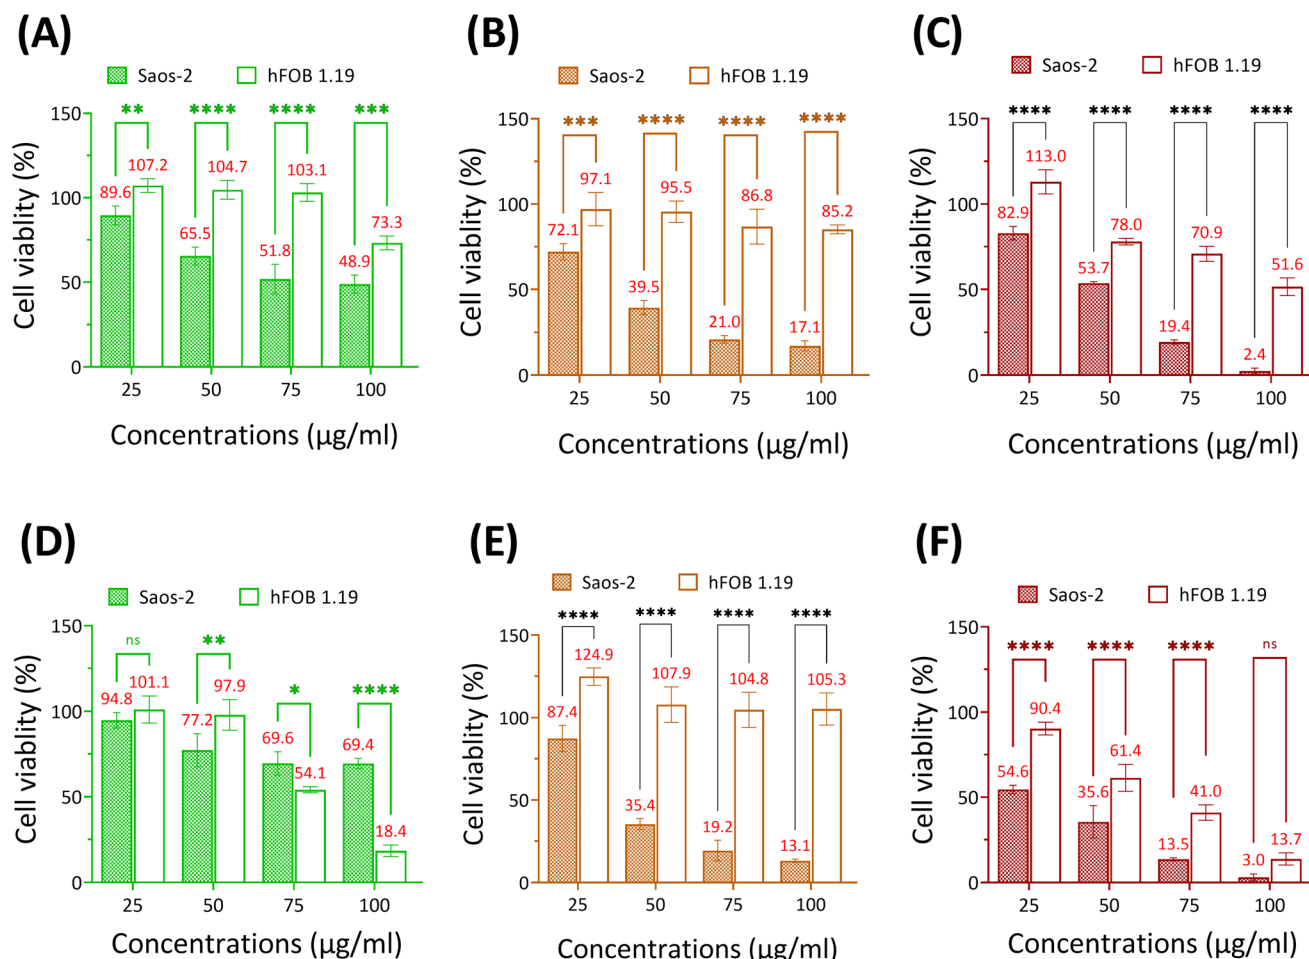 (A)
Saos-2 hFOB 1.19
** **** **** ***
Cell viablity (%)
150
100
50
0
89.6 107.2 65.5 104.7 51.8 103.1 48.9 73.3
25 50 75 100
Concentrations (µg/ml)
(B)
Saos-2 hFOB 1.19
*** **** **** ****
Cell viablity (%)
150
100
50
0
72.1 97.1 39.5 95.5 21.0 86.8 17.1 85.2
25 50 75 100
Concentrations (µg/ml)
(C)
Saos-2 hFOB 1.19
**** **** **** ****
Cell viablity (%)
150
100
50
0
82.9 113.0 53.7 78.0 19.4 70.9 2.4 51.6
25 50 75 100
Concentrations (µg/ml)
(D)
Saos-2 hFOB 1.19
ns ** * ****
Cell viablity (%)
150
100
50
0
94.8 101.1 77.2 97.9 69.6 54.1 69.4 18.4
25 50 75 100
Concentrations (µg/ml)
(E)
Saos-2 hFOB 1.19
**** **** **** ****
Cell viablity (%)
150
100
50
0
87.4 124.9 35.4 107.9 19.2 104.8 13.1 105.3
25 50 75 100
Concentrations (µg/ml)
(F)
Saos-2 hFOB 1.19
**** **** **** ns
Cell viablity (%)
150
100
50
0
54.6 90.4 35.6 61.4 13.5 41.0 3.0 13.7
25 50 75 100
Concentrations (µg/ml)